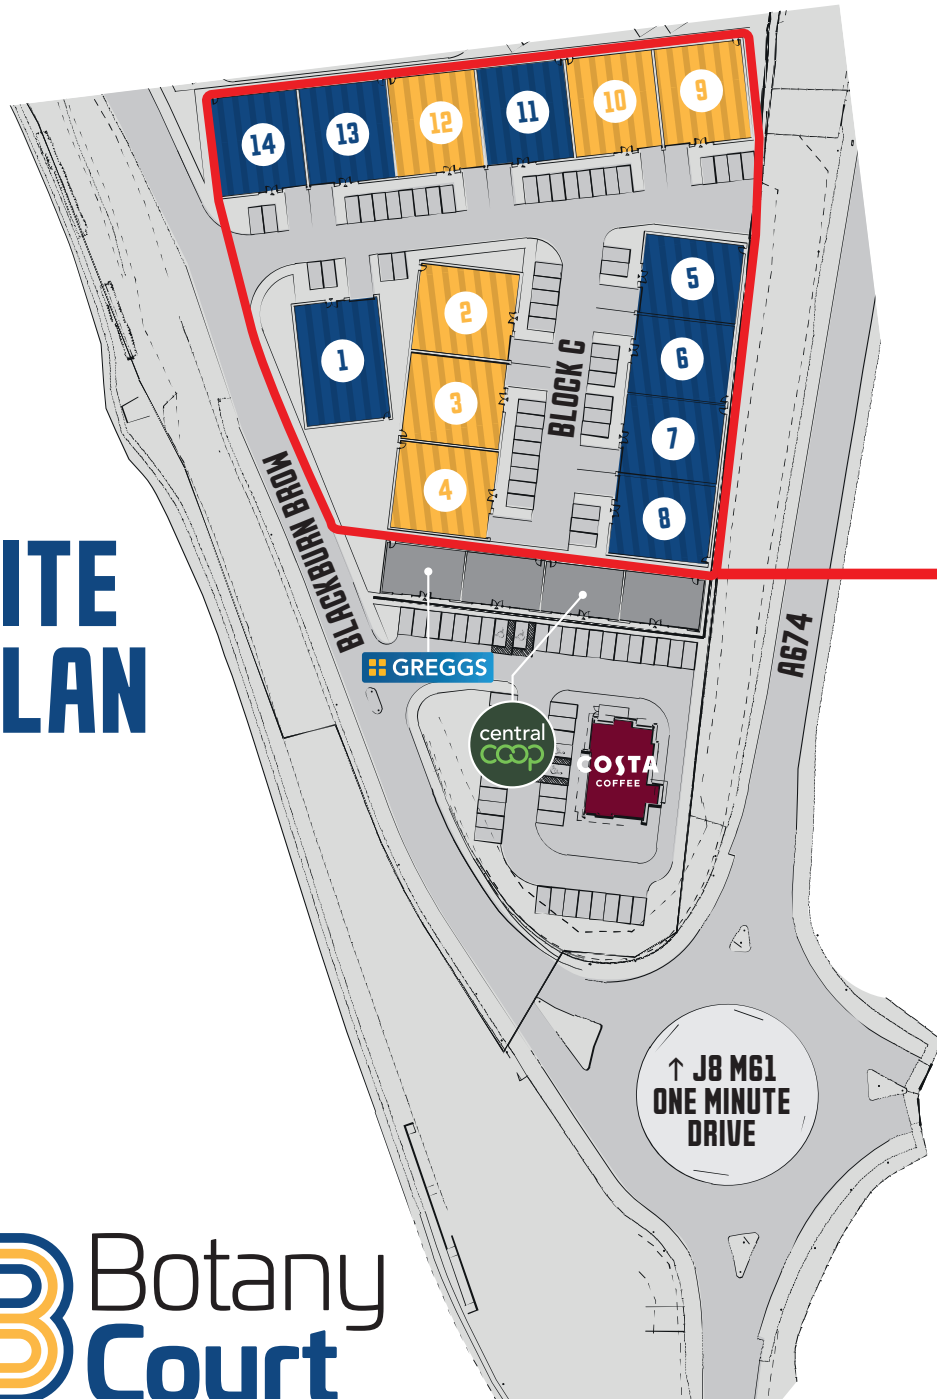 14
13
12
11
10
9
5
6
7
8
1
2
3
4
BLOCK C
BLACKBURN BROW
A674
ITE
LAN
GREGGS
central
coop
COSTA
COFFEE
↑ J8 M61
ONE MINUTE
DRIVE
Botany
Court